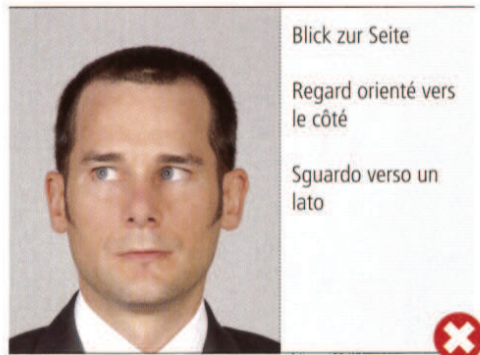 Blick zur Seite
Regard orienté vers
le côté
Sguardo verso un
lato